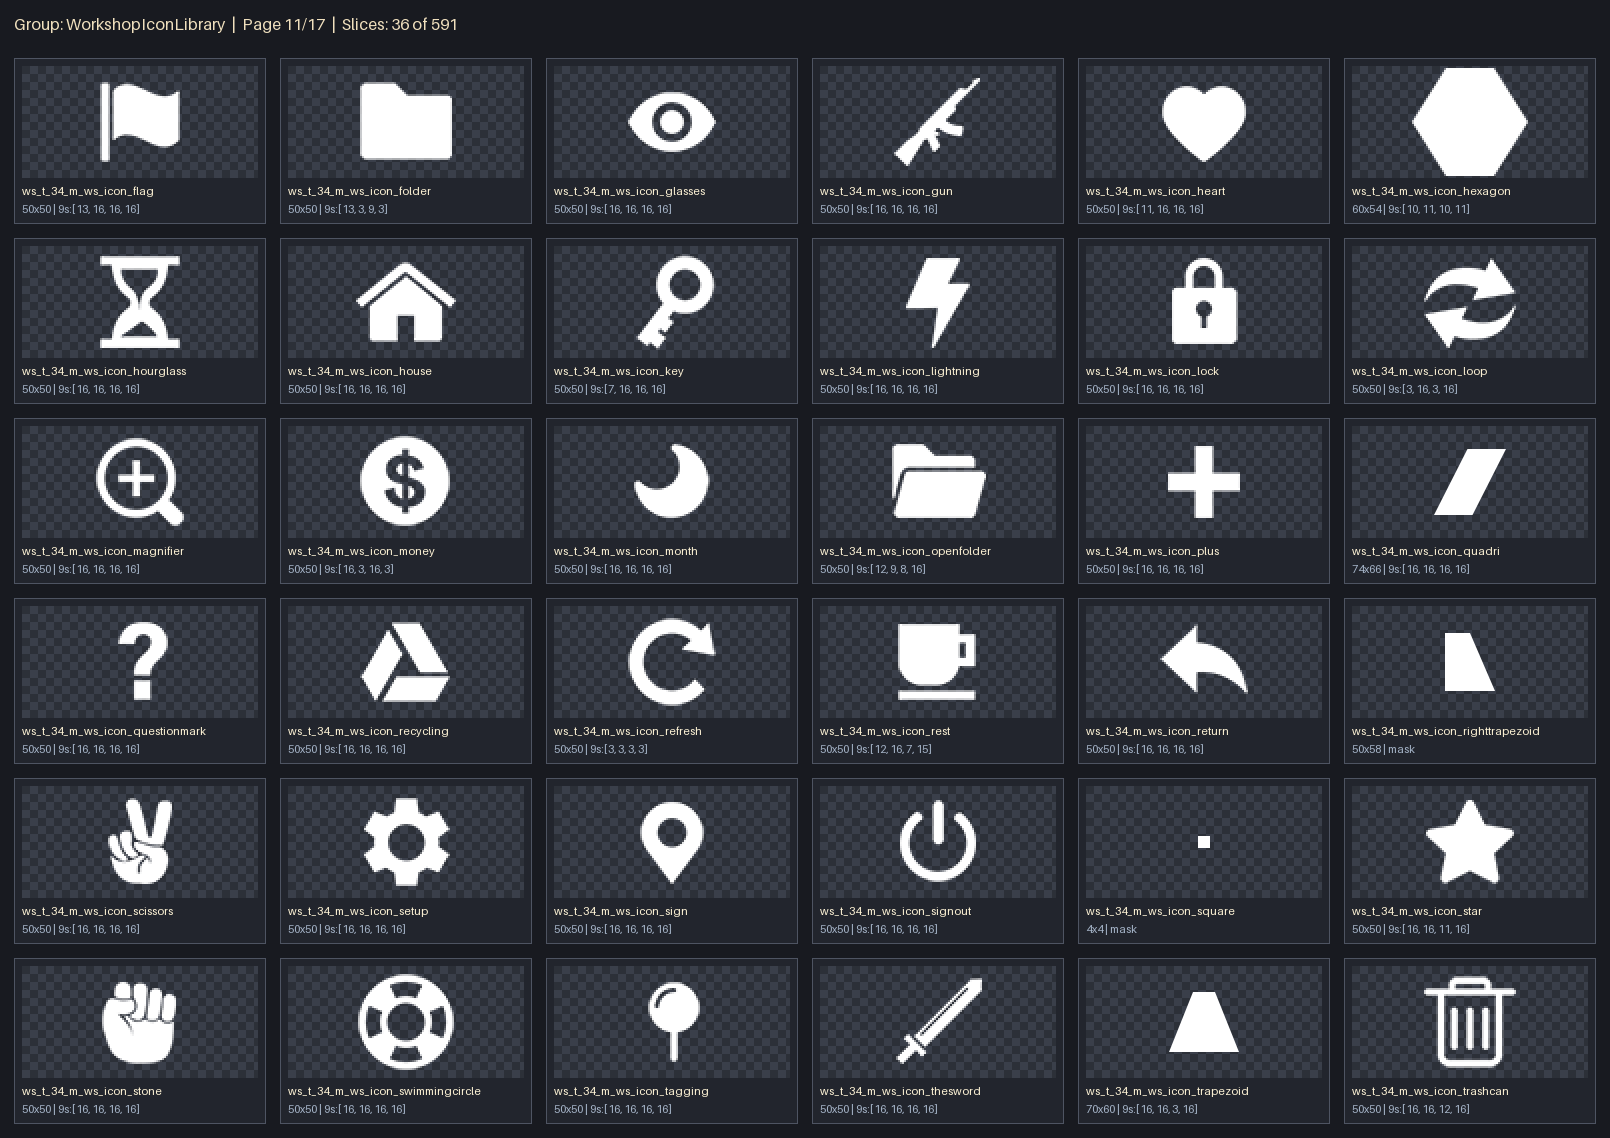 Group: WorkshopIconLibrary | Page 11/17 | Slices: 36 of 591
ws_t_34_m_ws_icon_flag
50x50 | 9s:[13, 16, 16, 16]
ws_t_34_m_ws_icon_folder
50x50 | 9s:[13, 3, 9, 3]
ws_t_34_m_ws_icon_glasses
50x50 | 9s:[16, 16, 16, 16]
ws_t_34_m_ws_icon_gun
50x50 | 9s:[16, 16, 16, 16]
ws_t_34_m_ws_icon_heart
50x50 | 9s:[11, 16, 16, 16]
ws_t_34_m_ws_icon_hexagon
60x54 | 9s:[10, 11, 10, 11]
ws_t_34_m_ws_icon_hourglass
50x50 | 9s:[16, 16, 16, 16]
ws_t_34_m_ws_icon_house
50x50 | 9s:[16, 16, 16, 16]
ws_t_34_m_ws_icon_key
50x50 | 9s:[7, 16, 16, 16]
ws_t_34_m_ws_icon_lightning
50x50 | 9s:[16, 16, 16, 16]
ws_t_34_m_ws_icon_lock
50x50 | 9s:[16, 16, 16, 16]
ws_t_34_m_ws_icon_loop
50x50 | 9s:[3, 16, 3, 16]
ws_t_34_m_ws_icon_magnifier
50x50 | 9s:[16, 16, 16, 16]
ws_t_34_m_ws_icon_money
50x50 | 9s:[16, 3, 16, 3]
ws_t_34_m_ws_icon_month
50x50 | 9s:[16, 16, 16, 16]
ws_t_34_m_ws_icon_openfolder
50x50 | 9s:[12, 9, 8, 16]
ws_t_34_m_ws_icon_plus
50x50 | 9s:[16, 16, 16, 16]
ws_t_34_m_ws_icon_quadri
74x66 | 9s:[16, 16, 16, 16]
ws_t_34_m_ws_icon_questionmark
50x50 | 9s:[16, 16, 16, 16]
ws_t_34_m_ws_icon_recycling
50x50 | 9s:[16, 16, 16, 16]
ws_t_34_m_ws_icon_refresh
50x50 | 9s:[3, 3, 3, 3]
ws_t_34_m_ws_icon_rest
50x50 | 9s:[12, 16, 7, 15]
ws_t_34_m_ws_icon_return
50x50 | 9s:[16, 16, 16, 16]
ws_t_34_m_ws_icon_righttrapezoid
50x58 | mask
ws_t_34_m_ws_icon_scissors
50x50 | 9s:[16, 16, 16, 16]
ws_t_34_m_ws_icon_setup
50x50 | 9s:[16, 16, 16, 16]
ws_t_34_m_ws_icon_sign
50x50 | 9s:[16, 16, 16, 16]
ws_t_34_m_ws_icon_signout
50x50 | 9s:[16, 16, 16, 16]
ws_t_34_m_ws_icon_square
4x4 | mask
ws_t_34_m_ws_icon_star
50x50 | 9s:[16, 16, 11, 16]
ws_t_34_m_ws_icon_stone
50x50 | 9s:[16, 16, 16, 16]
ws_t_34_m_ws_icon_swimmingcircle
50x50 | 9s:[16, 16, 16, 16]
ws_t_34_m_ws_icon_tagging
50x50 | 9s:[16, 16, 16, 16]
ws_t_34_m_ws_icon_thesword
50x50 | 9s:[16, 16, 16, 16]
ws_t_34_m_ws_icon_trapezoid
70x60 | 9s:[16, 16, 3, 16]
ws_t_34_m_ws_icon_trashcan
50x50 | 9s:[16, 16, 12, 16]